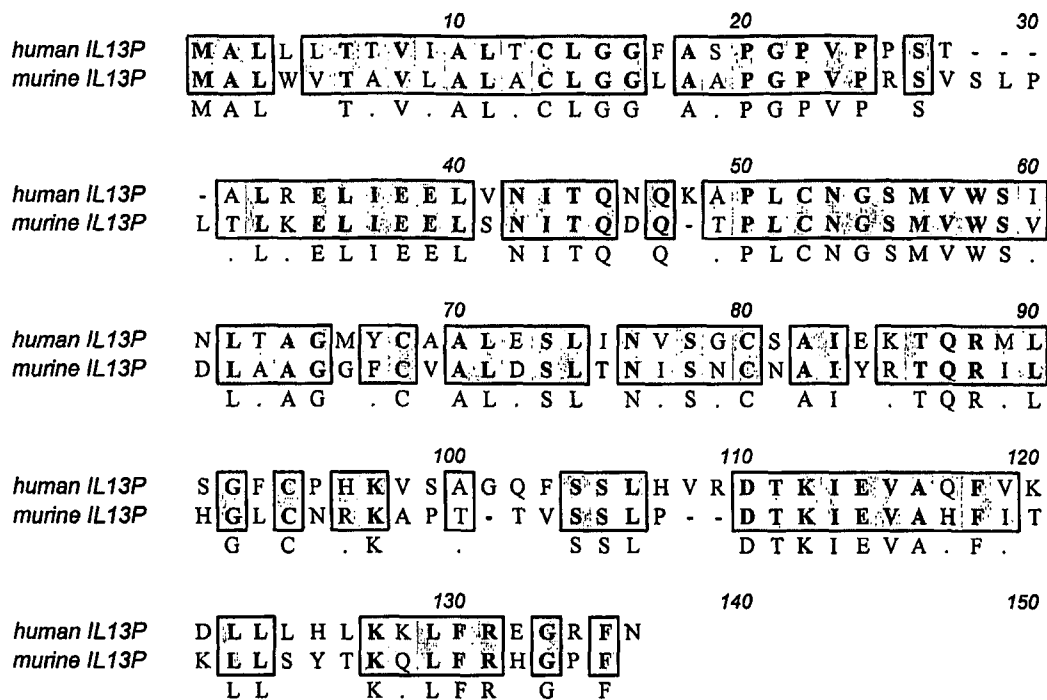 10 20 30
human IL13P M A L L L T T V I A L T C L G G F A S P G P V P P S T - - -
murine IL13P M A L W V T A V L A L A C L G G L A A P G P V P R S V S L P
M A L T . V . A L . C L G G A . P G P V P S
40 50 60
human IL13P - A L R E L I E E L V N I T Q N Q K A P L C N G S M V W S I
murine IL13P L T L K E L I E E L S N I T Q D Q - T P L C N G S M V W S V
. L . E L I E E L N I T Q Q . P L C N G S M V W S .
70 80 90
human IL13P N L T A G M Y C A A L E S L I N V S G C S A I E K T Q R M L
murine IL13P D L A A G G F C V A L D S L T N I S N C N A I Y R T Q R I L
L . A G . C A L . S L N . S . C A I . T Q R . L
100 110 120
human IL13P S G F C P H K V S A G Q F S S L H V R D T K I E V A Q F V K
murine IL13P H G L C N R K A P T - T V S S L P - - D T K I E V A H F I T
G C . K . S S L D T K I E V A . F .
130 140 150
human IL13P D L L L H L K K L F R E G R F N
murine IL13P K L L S Y T K Q L F R H G P F
L L K . L F R G F